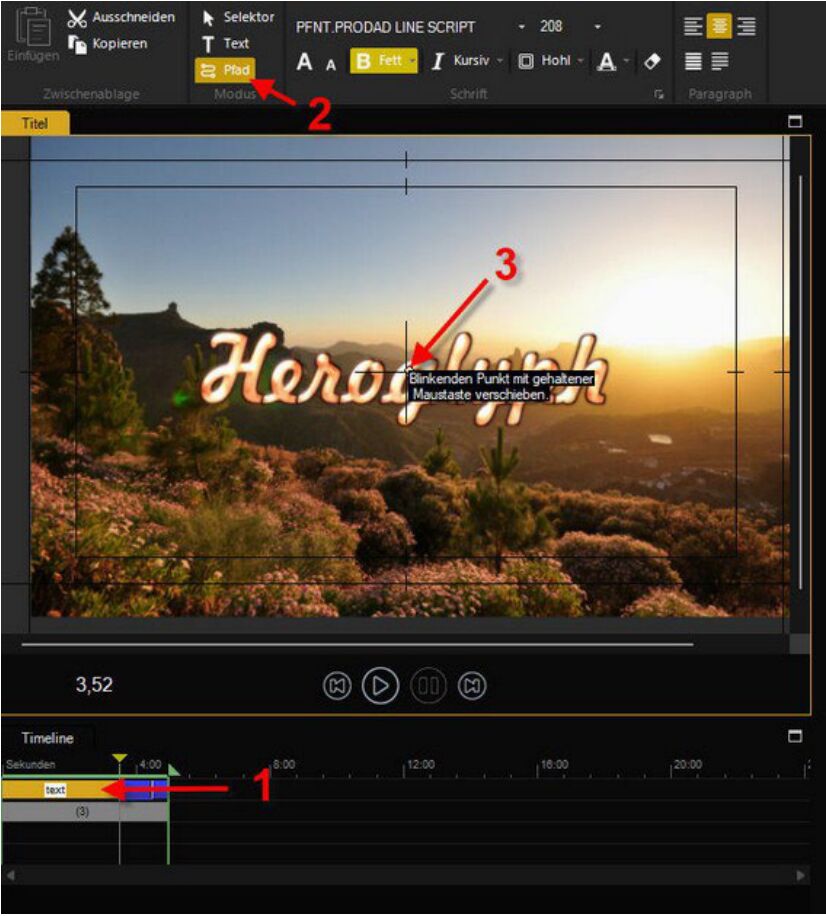 Ausschneiden
Kopieren
Einfügen
Zwischenablage
Selektor
T Text
Pfad
Modus
2
PFNT.PRODAD LINE SCRIPT 208
A A B Fett I Kursiv Hohl A
Schrift
Paragraph
Titel
3
Heroglyph
Blinkenden Punkt mit gehaltener
Maustaste verschieben.
3,52
Timeline
Sekunden 4:00 8:00 12:00 16:00 20:00
text 1
(3)